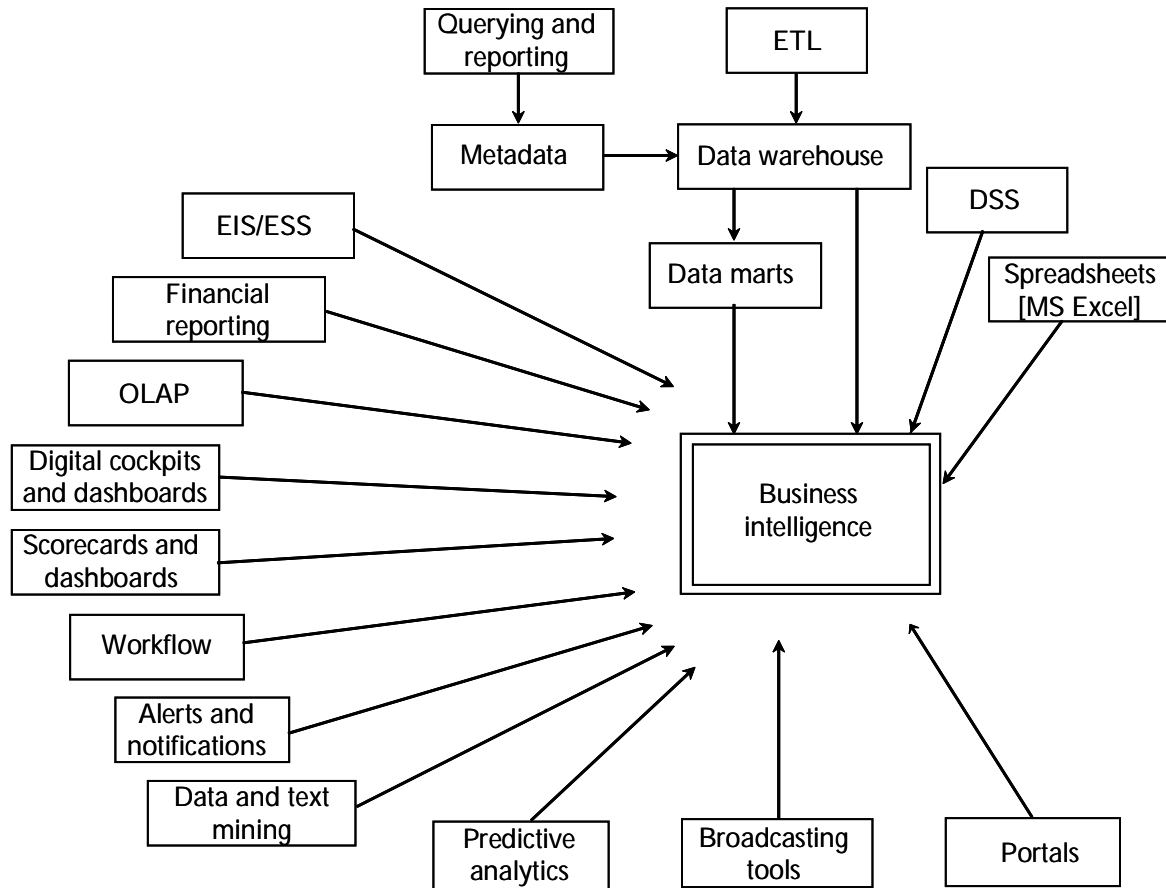 Querying and
reporting
ETL
Metadata
Data warehouse
DSS
EIS/ESS
Data marts
Spreadsheets
[MS Excel]
Financial
reporting
OLAP
Digital cockpits
and dashboards
Business
intelligence
Scorecards and
dashboards
Workflow
Alerts and
notifications
Data and text
mining
Predictive
analytics
Broadcasting
tools
Portals